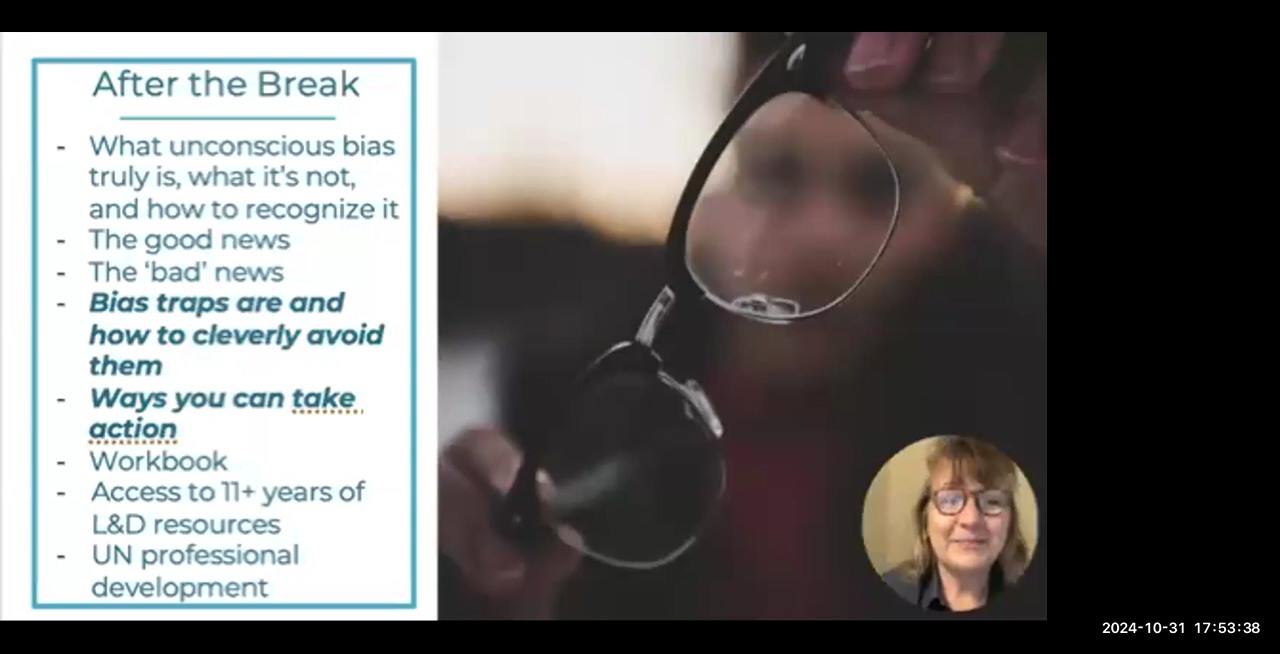 After the Break
- What unconscious bias
truly is, what it's not,
and how to recognize it
- The good news
- The ‘bad’ news
- Bias traps are and
how to cleverly avoid
them
- Ways you can take
action
- Workbook
- Access to 11+ years of
L&D resources
- UN professional
development
2024-10-31 17:53:38